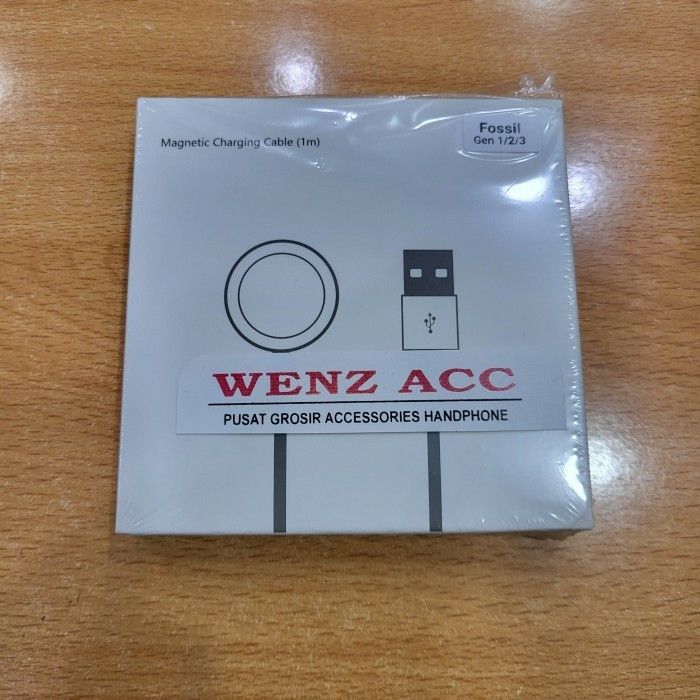 Magnetic Charging Cable (1m)
Fossil
Gen 1/2/3
WENZ ACC
PUSAT GROSIR ACCESSORIES HANDPHONE